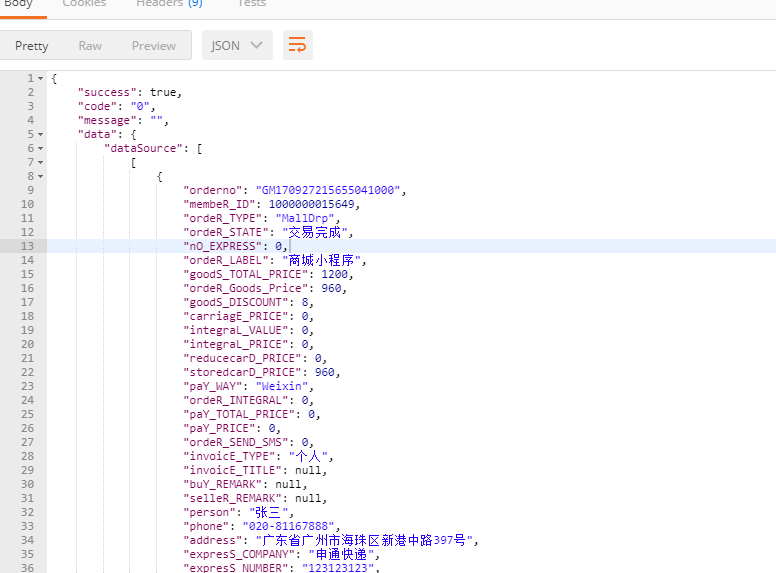 Body Cookies Headers (9) Tests
Pretty Raw Preview JSON
1 {
2 "success": true,
3 "code": "0",
4 "message": "",
5 "data": {
6 "dataSource": [
7 [
8 {
9 "orderno": "GM170927215655041000",
10 "membeR_ID": 1000000015649,
11 "ordeR_TYPE": "MallDrp",
12 "ordeR_STATE": "交易完成",
13 "nO_EXPRESS": 0,
14 "ordeR_LABEL": "商城小程序",
15 "goodS_TOTAL_PRICE": 1200,
16 "ordeR_Goods_Price": 960,
17 "goodS_DISCOUNT": 8,
18 "carriagE_PRICE": 0,
19 "integraL_VALUE": 0,
20 "integraL_PRICE": 0,
21 "reducecarD_PRICE": 0,
22 "storedcarD_PRICE": 960,
23 "paY_WAY": "Weixin",
24 "ordeR_INTEGRAL": 0,
25 "paY_TOTAL_PRICE": 0,
26 "paY_PRICE": 0,
27 "ordeR_SEND_SMS": 0,
28 "invoicE_TYPE": "个人",
29 "invoicE_TITLE": null,
30 "buY_REMARK": null,
31 "selleR_REMARK": null,
32 "person": "张三",
33 "phone": "020-81167888",
34 "address": "广东省广州市海珠区新港中路397号",
35 "expresS_COMPANY": "申通快递",
36 "expresS_NUMBER": "123123123",